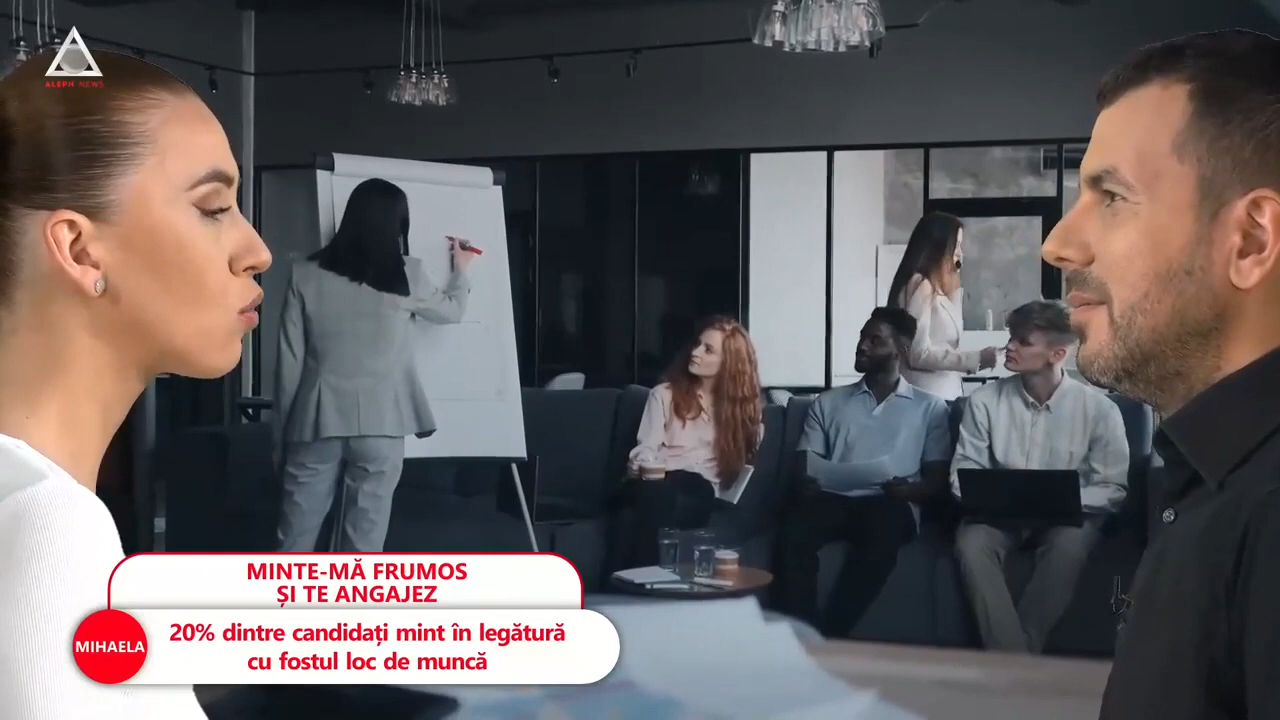 ALEPH NEWS
MINTE-MĂ FRUMOS
ȘI TE ANGAJEZ
MIHAELA
20% dintre candidați mint în legătură
cu fostul loc de muncă